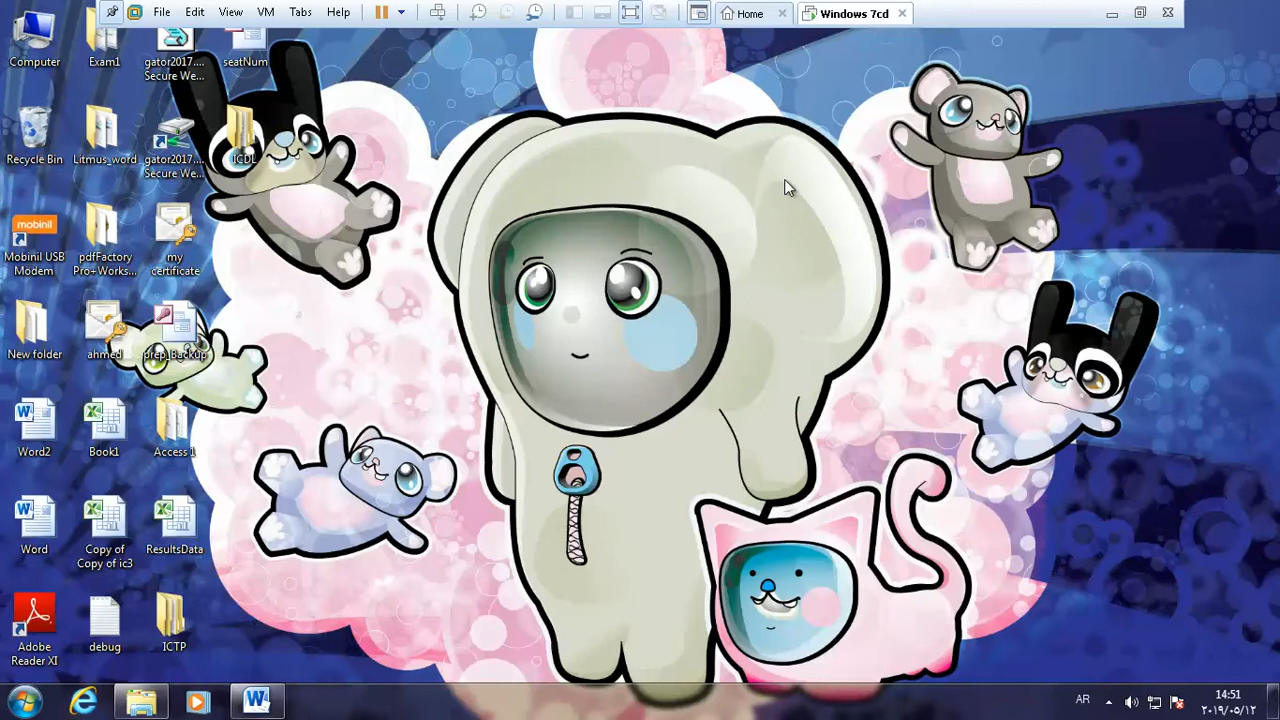 File Edit View VM Tabs Help
Home
Windows 7cd
Computer
Exam1
gator2017....
Secure We...
seatNum
Recycle Bin
Litmus_word
gator2017....
Secure We...
ICDL
mobinil
Mobinil USB
Modem
pdfFactory
Pro+Works...
my
certificate
New folder
ahmed
prep_Backup
Word2
Book1
Access 1
Word
Copy of
Copy of ic3
ResultsData
Adobe
Reader XI
debug
ICTP
AR
14:51
٢٠١٩/٠٥/١٢